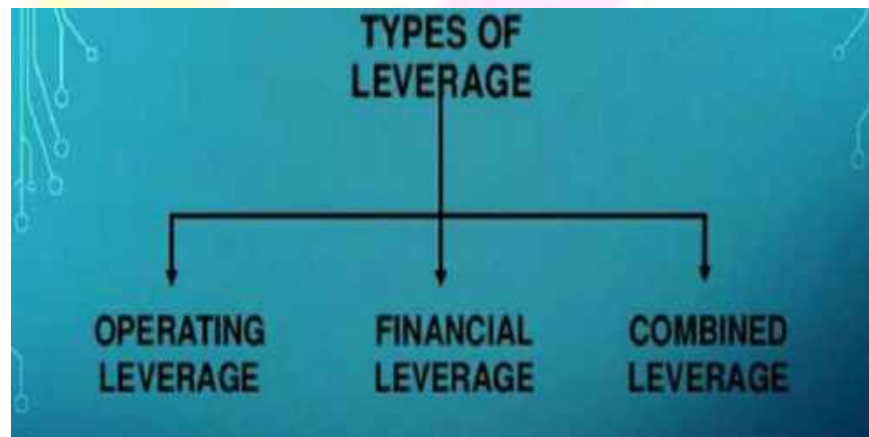 TYPES OF
LEVERAGE
OPERATING
LEVERAGE
FINANCIAL
LEVERAGE
COMBINED
LEVERAGE